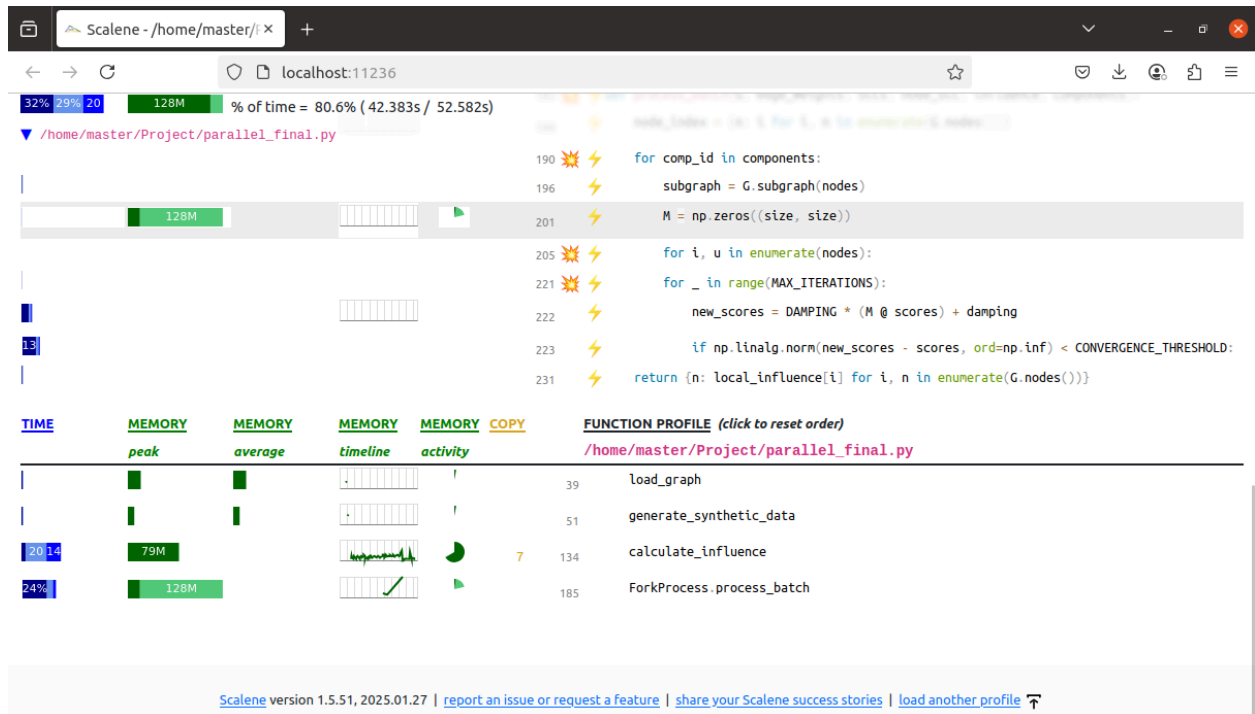 Scalene - /home/master/P
localhost:11236
32% 29% 20 128M % of time = 80.6% ( 42.383s / 52.582s)
▼ /home/master/Project/parallel_final.py
190 💥 ⚡ for comp_id in components:
196 ⚡ subgraph = G.subgraph(nodes)
128M 201 ⚡ M = np.zeros((size, size))
205 💥 ⚡ for i, u in enumerate(nodes):
221 💥 ⚡ for _ in range(MAX_ITERATIONS):
222 ⚡ new_scores = DAMPING * (M @ scores) + damping
13 223 ⚡ if np.linalg.norm(new_scores - scores, ord=np.inf) < CONVERGENCE_THRESHOLD:
231 ⚡ return {n: local_influence[i] for i, n in enumerate(G.nodes())}
TIME MEMORY MEMORY MEMORY MEMORY COPY FUNCTION PROFILE (click to reset order)
peak average timeline activity /home/master/Project/parallel_final.py
39 load_graph
51 generate_synthetic_data
20 14 79M 7 134 calculate_influence
24% 128M 185 ForkProcess.process_batch
Scalene version 1.5.51, 2025.01.27 | report an issue or request a feature | share your Scalene success stories | load another profile